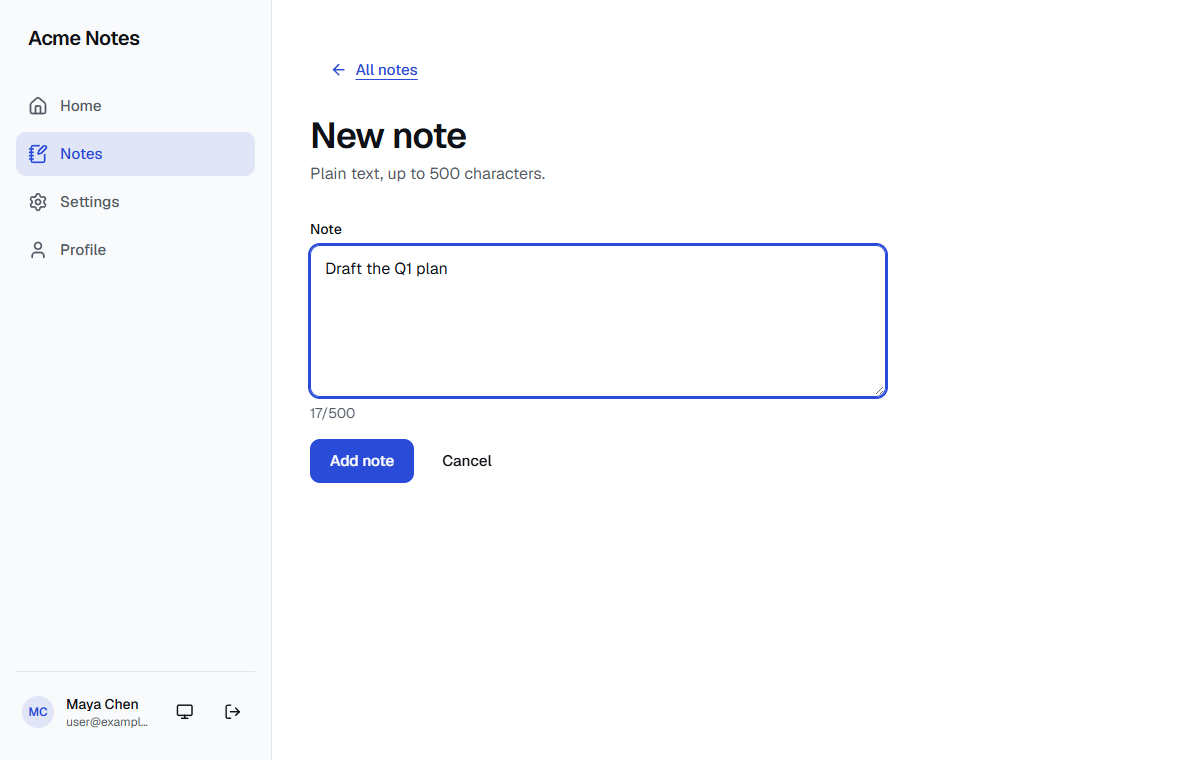 Acme Notes
Home
Notes
Settings
Profile
MC
Maya Chen
user@exampl...
All notes
New note
Plain text, up to 500 characters.
Note
Draft the Q1 plan
17/500
Add note
Cancel